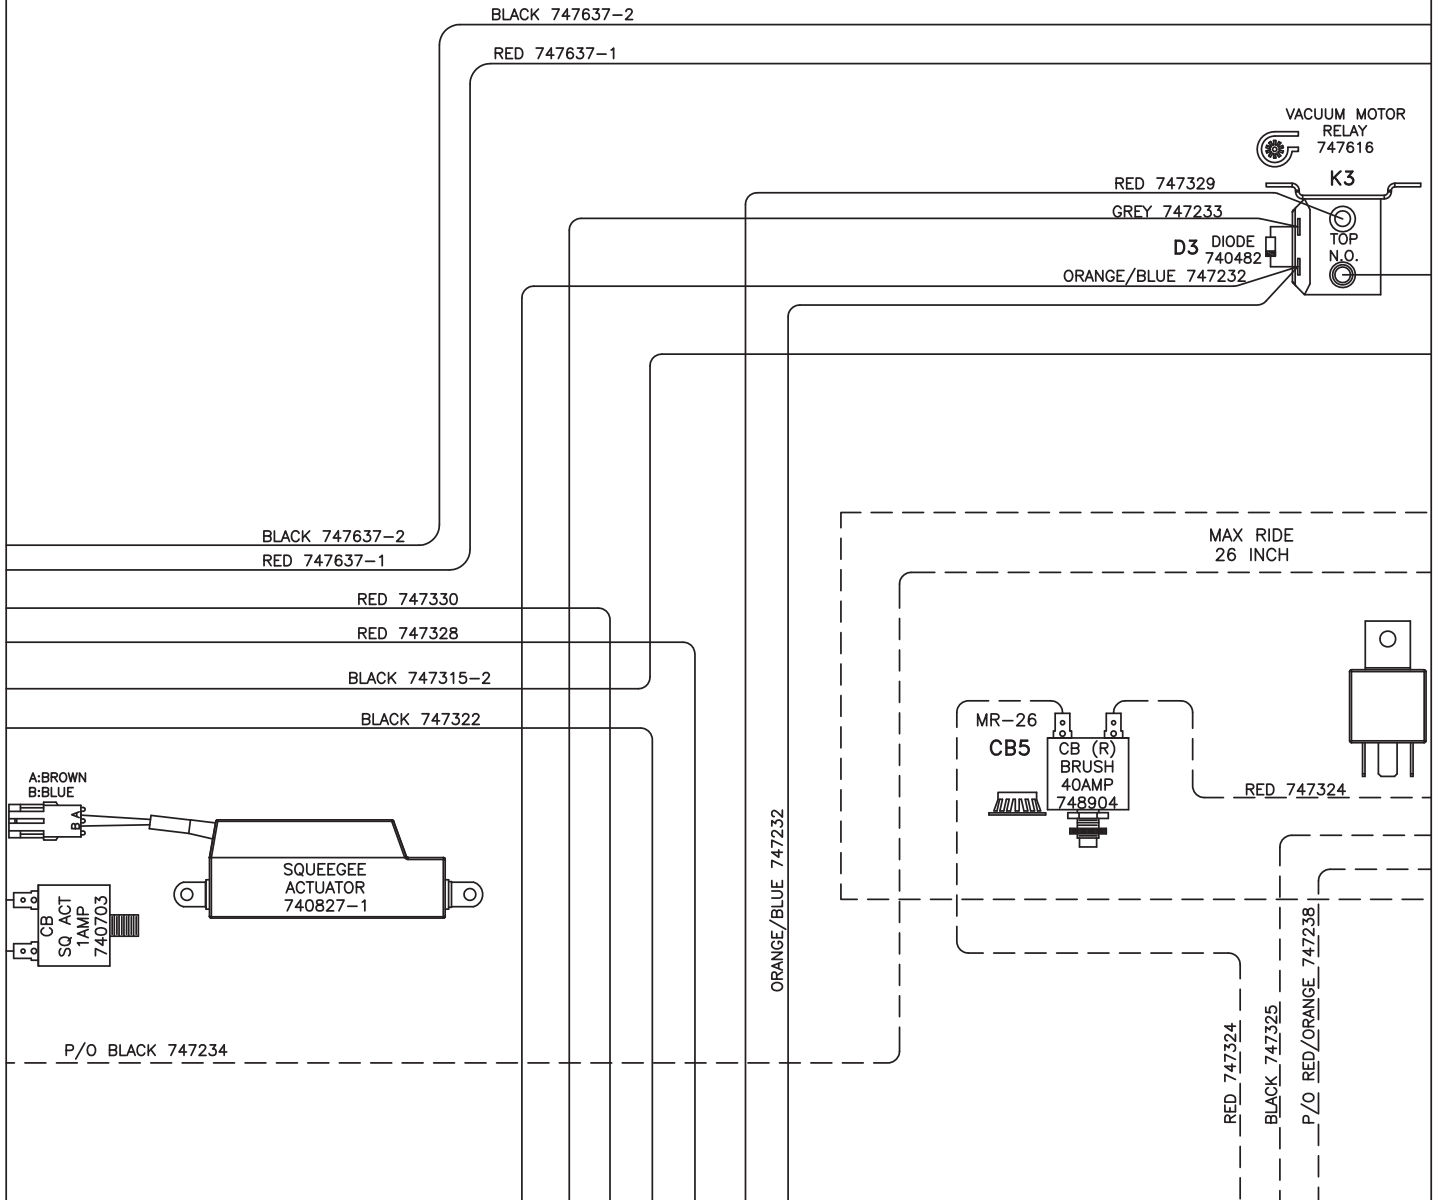 BLACK 747637-2
RED 747637-1
VACUUM MOTOR
RELAY
747616
K3
RED 747329
GREY 747233
TOP
N.O.
D3
DIODE
740482
ORANGE/BLUE 747232
BLACK 747637-2
RED 747637-1
MAX RIDE
26 INCH
RED 747330
RED 747328
BLACK 747315-2
BLACK 747322
MR-26
CB5
CB (R)
BRUSH
40AMP
748904
RED 747324
A:BROWN
B:BLUE
A
B
SQUEEGEE
ACTUATOR
740827-1
CB
SQ ACT
1AMP
740703
ORANGE/BLUE 747232
P/O BLACK 747234
RED 747324
BLACK 747325
P/O RED/ORANGE 747238